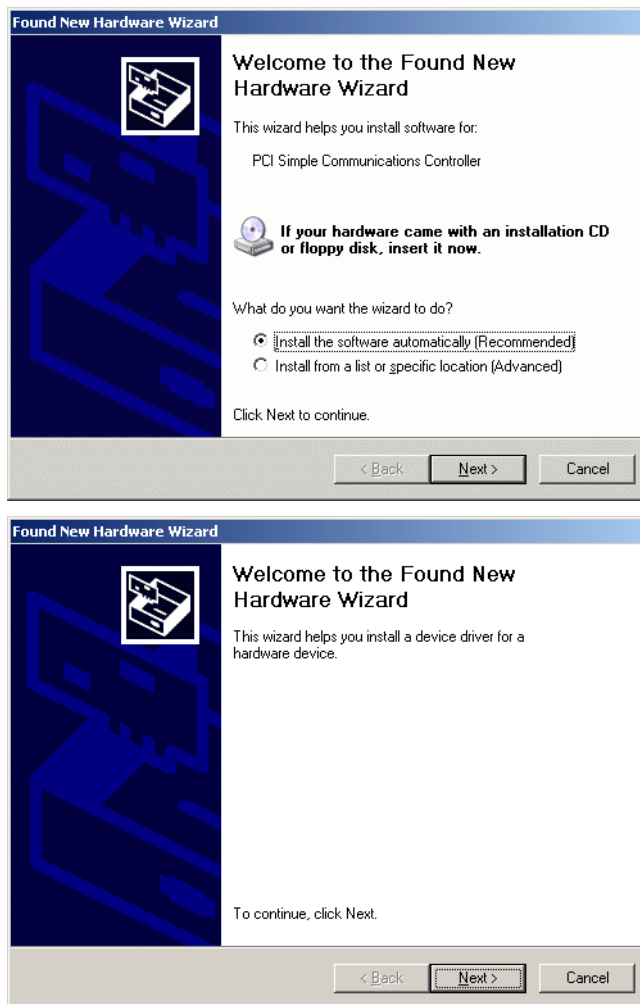 Found New Hardware Wizard
Welcome to the Found New
Hardware Wizard
This wizard helps you install software for:
PCI Simple Communications Controller
If your hardware came with an installation CD
or floppy disk, insert it now.
What do you want the wizard to do?
Install the software automatically (Recommended)
Install from a list or specific location (Advanced)
Click Next to continue.
< Back Next > Cancel
Found New Hardware Wizard
Welcome to the Found New
Hardware Wizard
This wizard helps you install a device driver for a
hardware device.
To continue, click Next.
< Back Next > Cancel